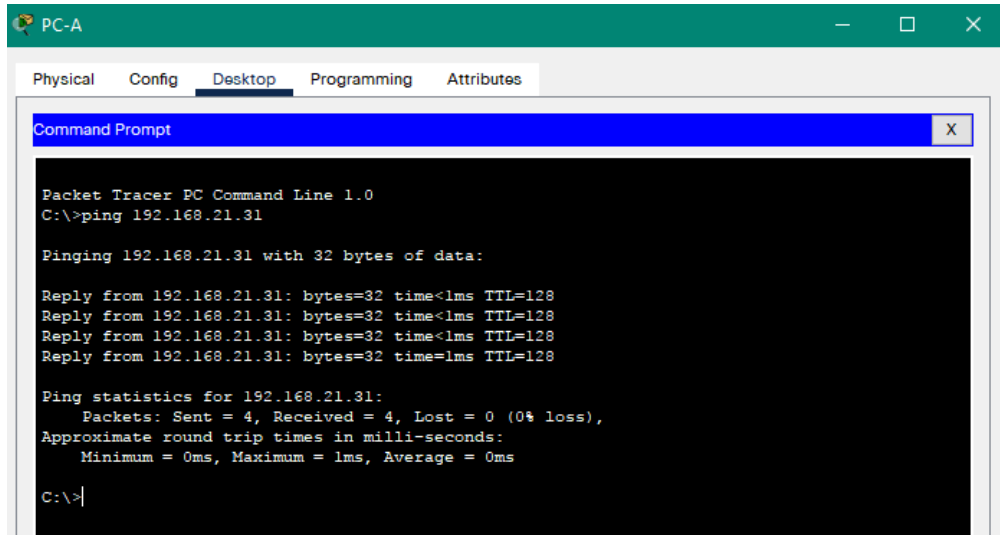 PC-A
Physical Config Desktop Programming Attributes
Command Prompt X
Packet Tracer PC Command Line 1.0
C:\>ping 192.168.21.31
Pinging 192.168.21.31 with 32 bytes of data:
Reply from 192.168.21.31: bytes=32 time<1ms TTL=128
Reply from 192.168.21.31: bytes=32 time<1ms TTL=128
Reply from 192.168.21.31: bytes=32 time<1ms TTL=128
Reply from 192.168.21.31: bytes=32 time=1ms TTL=128
Ping statistics for 192.168.21.31:
Packets: Sent = 4, Received = 4, Lost = 0 (0% loss),
Approximate round trip times in milli-seconds:
Minimum = 0ms, Maximum = 1ms, Average = 0ms
C:\>